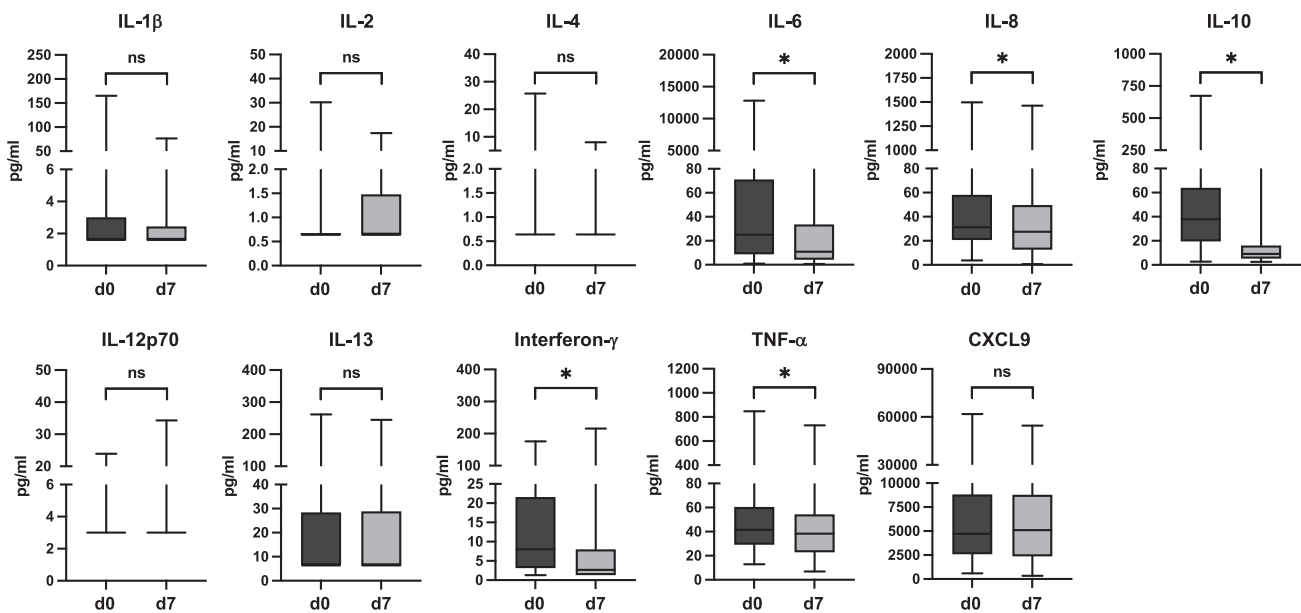 IL-1β
IL-2
IL-4
IL-6
IL-8
IL-10
250
200
150
100
50
6
4
2
0
pg/ml
ns
d0 d7
50
40
30
20
10
2.0
1.5
1.0
0.5
0.0
ns
d0 d7
40
30
20
10
2.0
1.5
1.0
0.5
0.0
ns
d0 d7
20000
15000
10000
5000
80
60
40
20
0
pg/ml
*
d0 d7
2000
1750
1500
1250
1000
80
60
40
20
0
pg/ml
*
d0 d7
1000
750
500
250
80
60
40
20
0
pg/ml
*
d0 d7
IL-12p70
IL-13
Interferon-γ
TNF-α
CXCL9
50
40
30
20
6
4
2
0
pg/ml
ns
d0 d7
400
300
200
100
40
30
20
10
0
pg/ml
ns
d0 d7
400
300
200
100
25
20
15
10
5
0
pg/ml
*
d0 d7
1200
1000
800
600
400
80
60
40
20
0
pg/ml
*
d0 d7
90000
60000
30000
10000
7500
5000
2500
0
pg/ml
ns
d0 d7